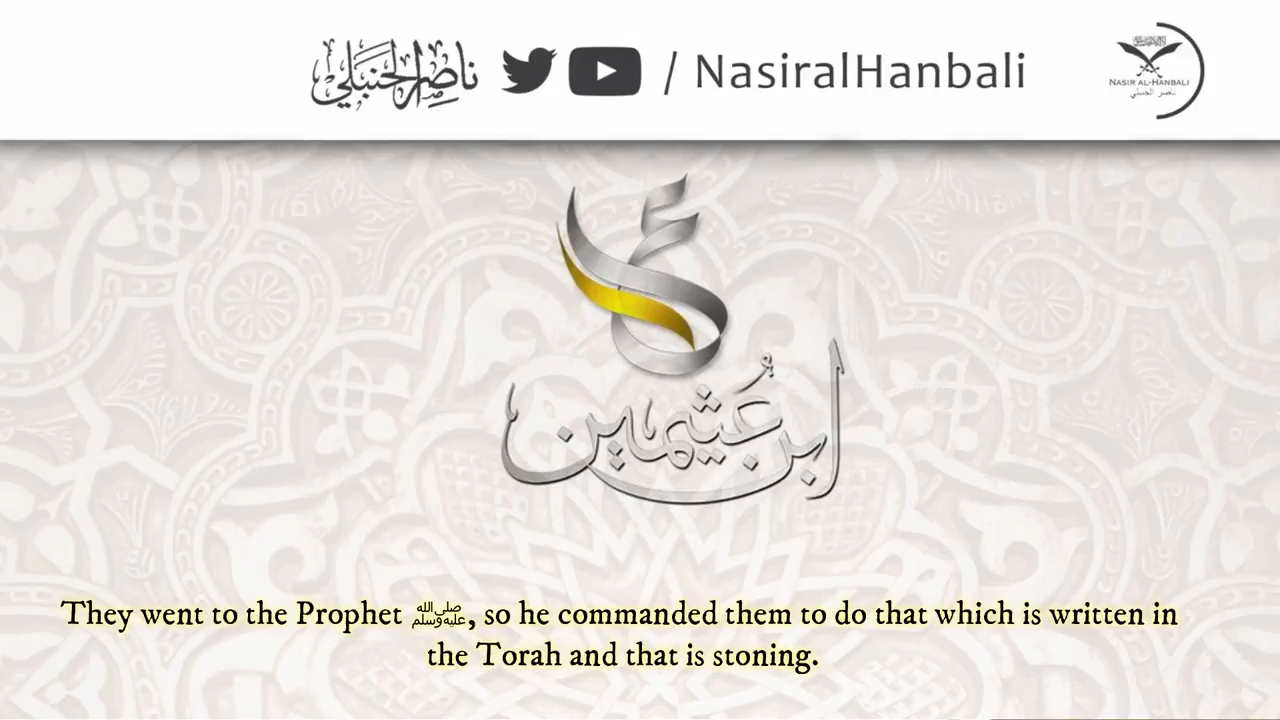 ناصر الحنبلي
/ NasiralHanbali
NASIR AL-HANBALI
ناصر الحنبلي
ابن عُثيمين
They went to the Prophet ﷺ, so he commanded them to do that which is written in
the Torah and that is stoning.